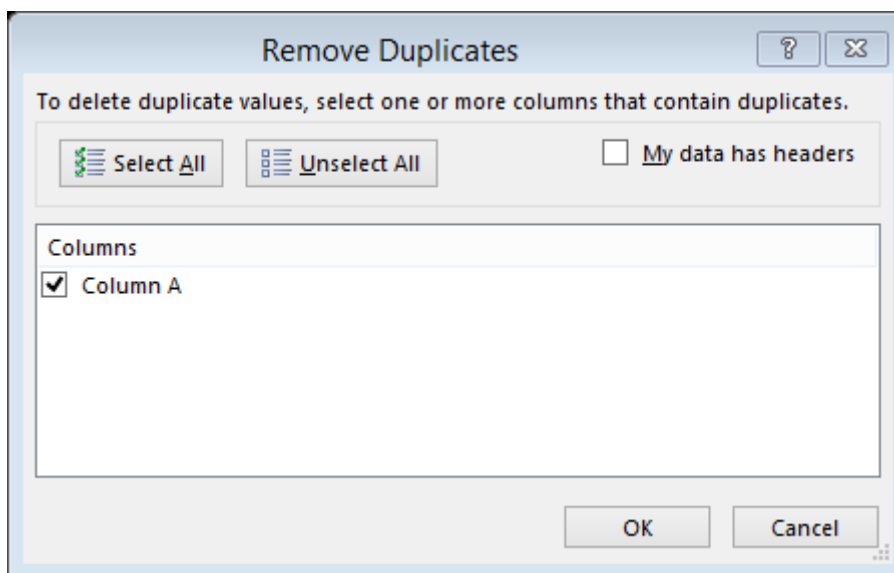 Remove Duplicates
To delete duplicate values, select one or more columns that contain duplicates.
Select All
Unselect All
My data has headers
Columns
Column A
OK
Cancel